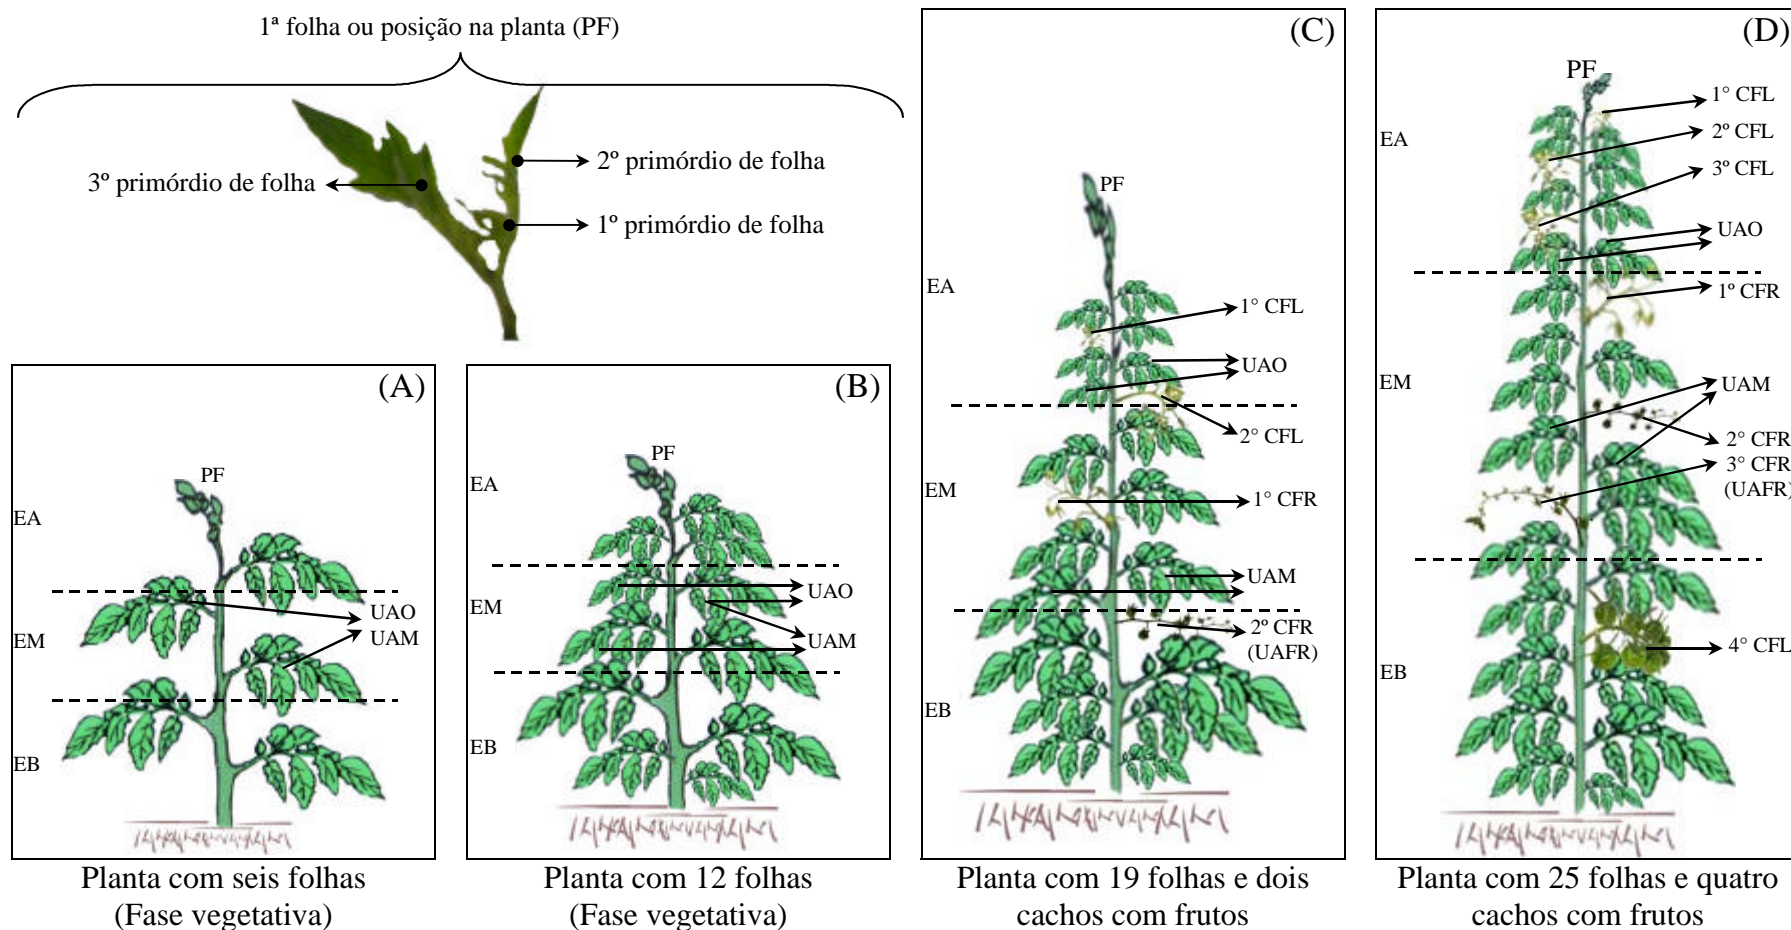 1ª folha ou posição na planta (PF)
3º primórdio de folha
2º primórdio de folha
1º primórdio de folha
(A)
PF
EA
EM
EB
UAO
UAM
Planta com seis folhas
(Fase vegetativa)
(B)
PF
EA
EM
EB
UAO
UAM
Planta com 12 folhas
(Fase vegetativa)
(C)
PF
EA
EM
EB
1° CFL
UAO
2° CFL
1° CFR
UAM
2º CFR
(UAFR)
Planta com 19 folhas e dois
cachos com frutos
(D)
PF
EA
EM
EB
1° CFL
2º CFL
3º CFL
UAO
1º CFR
UAM
2° CFR
3° CFR
(UAFR)
4° CFL
Planta com 25 folhas e quatro
cachos com frutos